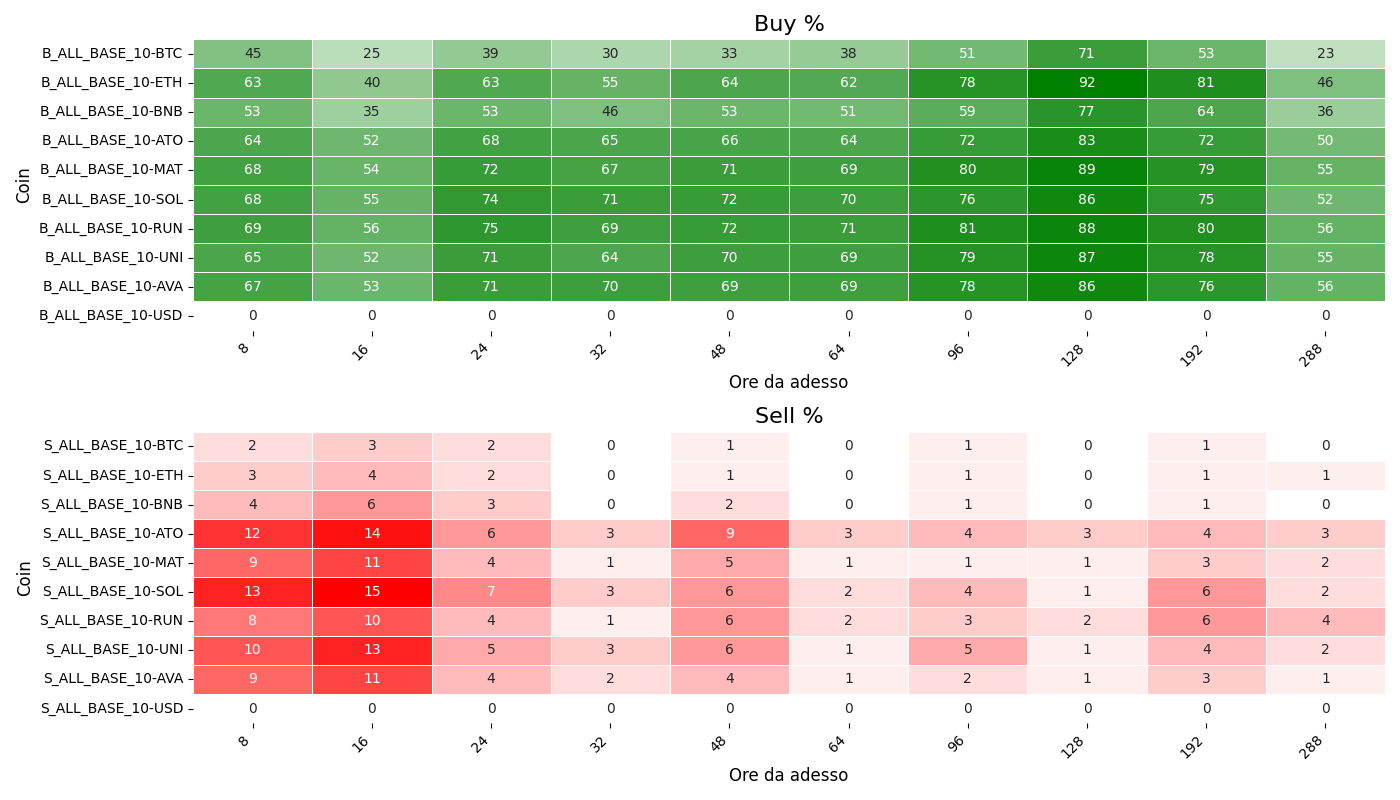 Buy %
Coin
B_ALL_BASE_10-BTC 45 25 39 30 33 38 51 71 53 23
B_ALL_BASE_10-ETH 63 40 63 55 64 62 78 92 81 46
B_ALL_BASE_10-BNB 53 35 53 46 53 51 59 77 64 36
B_ALL_BASE_10-ATO 64 52 68 65 66 64 72 83 72 50
B_ALL_BASE_10-MAT 68 54 72 67 71 69 80 89 79 55
B_ALL_BASE_10-SOL 68 55 74 71 72 70 76 86 75 52
B_ALL_BASE_10-RUN 69 56 75 69 72 71 81 88 80 56
B_ALL_BASE_10-UNI 65 52 71 64 70 69 79 87 78 55
B_ALL_BASE_10-AVA 67 53 71 70 69 69 78 86 76 56
B_ALL_BASE_10-USD 0 0 0 0 0 0 0 0 0 0
8 16 24 32 48 64 96 128 192 288
Ore da adesso
Sell %
Coin
S_ALL_BASE_10-BTC 2 3 2 0 1 0 1 0 1 0
S_ALL_BASE_10-ETH 3 4 2 0 1 0 1 0 1 1
S_ALL_BASE_10-BNB 4 6 3 0 2 0 1 0 1 0
S_ALL_BASE_10-ATO 12 14 6 3 9 3 4 3 4 3
S_ALL_BASE_10-MAT 9 11 4 1 5 1 1 1 3 2
S_ALL_BASE_10-SOL 13 15 7 3 6 2 4 1 6 2
S_ALL_BASE_10-RUN 8 10 4 1 6 2 3 2 6 4
S_ALL_BASE_10-UNI 10 13 5 3 6 1 5 1 4 2
S_ALL_BASE_10-AVA 9 11 4 2 4 1 2 1 3 1
S_ALL_BASE_10-USD 0 0 0 0 0 0 0 0 0 0
8 16 24 32 48 64 96 128 192 288
Ore da adesso